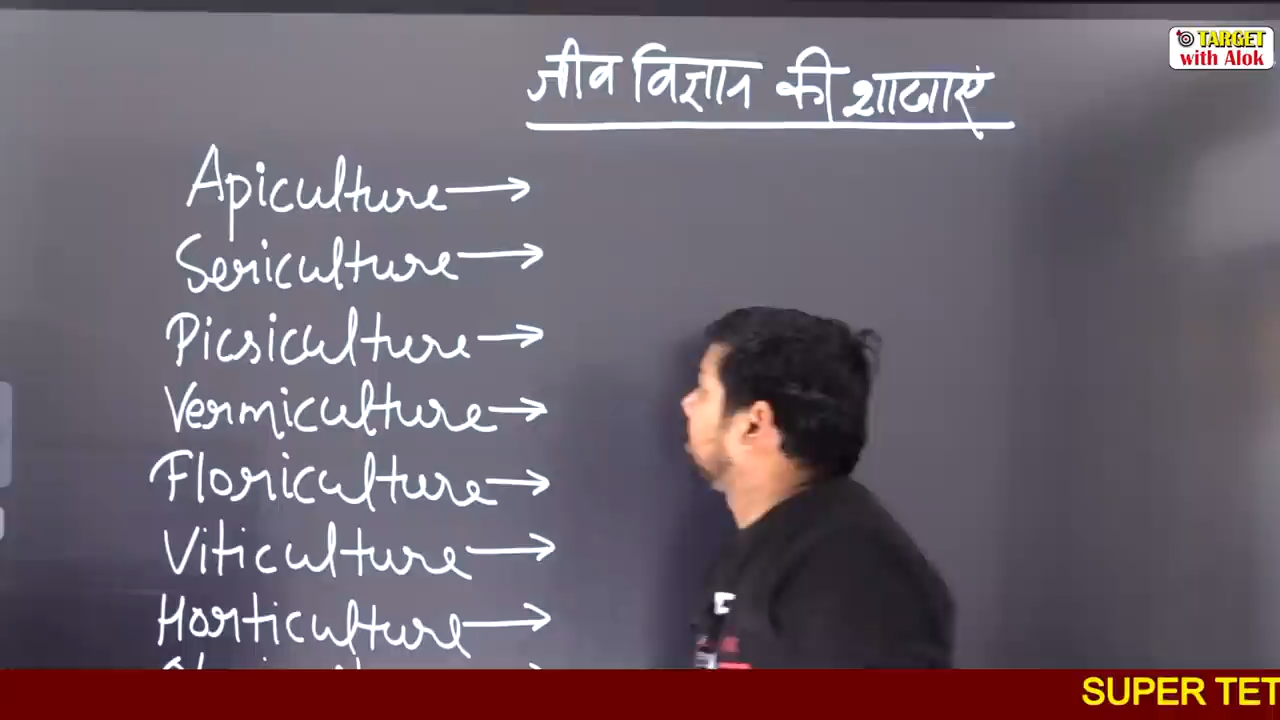 TARGET
with Alok
जीव विज्ञान की शाखाएं
Apiculture →
Sericulture →
Picsiculture →
Vermiculture →
Floriculture →
Viticulture →
Horticulture →
SUPER TET